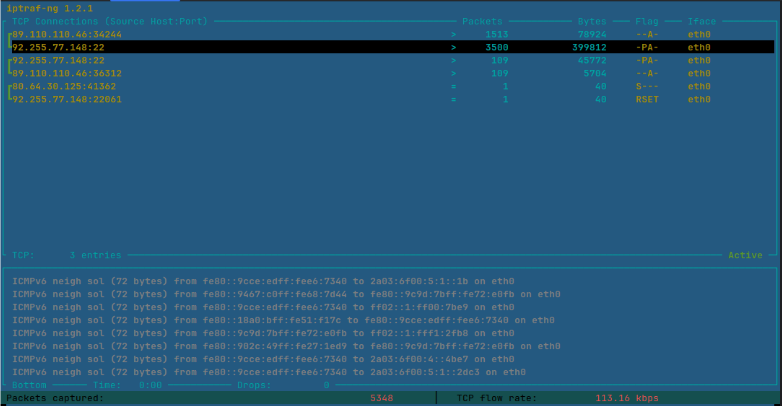 iptraf-ng 1.2.1
TCP Connections (Source Host:Port) Packets Bytes Flag Iface
89.110.110.46:34244 > 1513 78924 --A- eth0
92.255.77.148:22 > 3500 399812 -PA- eth0
92.255.77.148:22 > 109 45772 -PA- eth0
89.110.110.46:36312 > 109 5704 --A- eth0
80.64.30.125:41362 = 1 40 S--- eth0
92.255.77.148:22061 = 1 40 RSET eth0
TCP: 3 entries Active
ICMPv6 neigh sol (72 bytes) from fe80::9cce:edff:fee6:7340 to 2a03:6f00:5:1::1b on eth0
ICMPv6 neigh sol (72 bytes) from fe80::9467:c0ff:fe68:7d44 to fe80::9c9d:7bff:fe72:e0fb on eth0
ICMPv6 neigh sol (72 bytes) from fe80::9cce:edff:fee6:7340 to ff02::1:ff00:7be9 on eth0
ICMPv6 neigh sol (72 bytes) from fe80::18a0:bff:fe51:f17c to fe80::9cce:edff:fee6:7340 on eth0
ICMPv6 neigh sol (72 bytes) from fe80::9c9d:7bff:fe72:e0fb to ff02::1:fff1:2fb8 on eth0
ICMPv6 neigh sol (72 bytes) from fe80::902c:49ff:fe27:1ed9 to fe80::9c9d:7bff:fe72:e0fb on eth0
ICMPv6 neigh sol (72 bytes) from fe80::9cce:edff:fee6:7340 to 2a03:6f00:4::4be7 on eth0
ICMPv6 neigh sol (72 bytes) from fe80::9cce:edff:fee6:7340 to 2a03:6f00:5:1::2dc3 on eth0
Bottom Time: 0:00 Drops: 0
Packets captured: 5348 TCP flow rate: 113.16 kbps